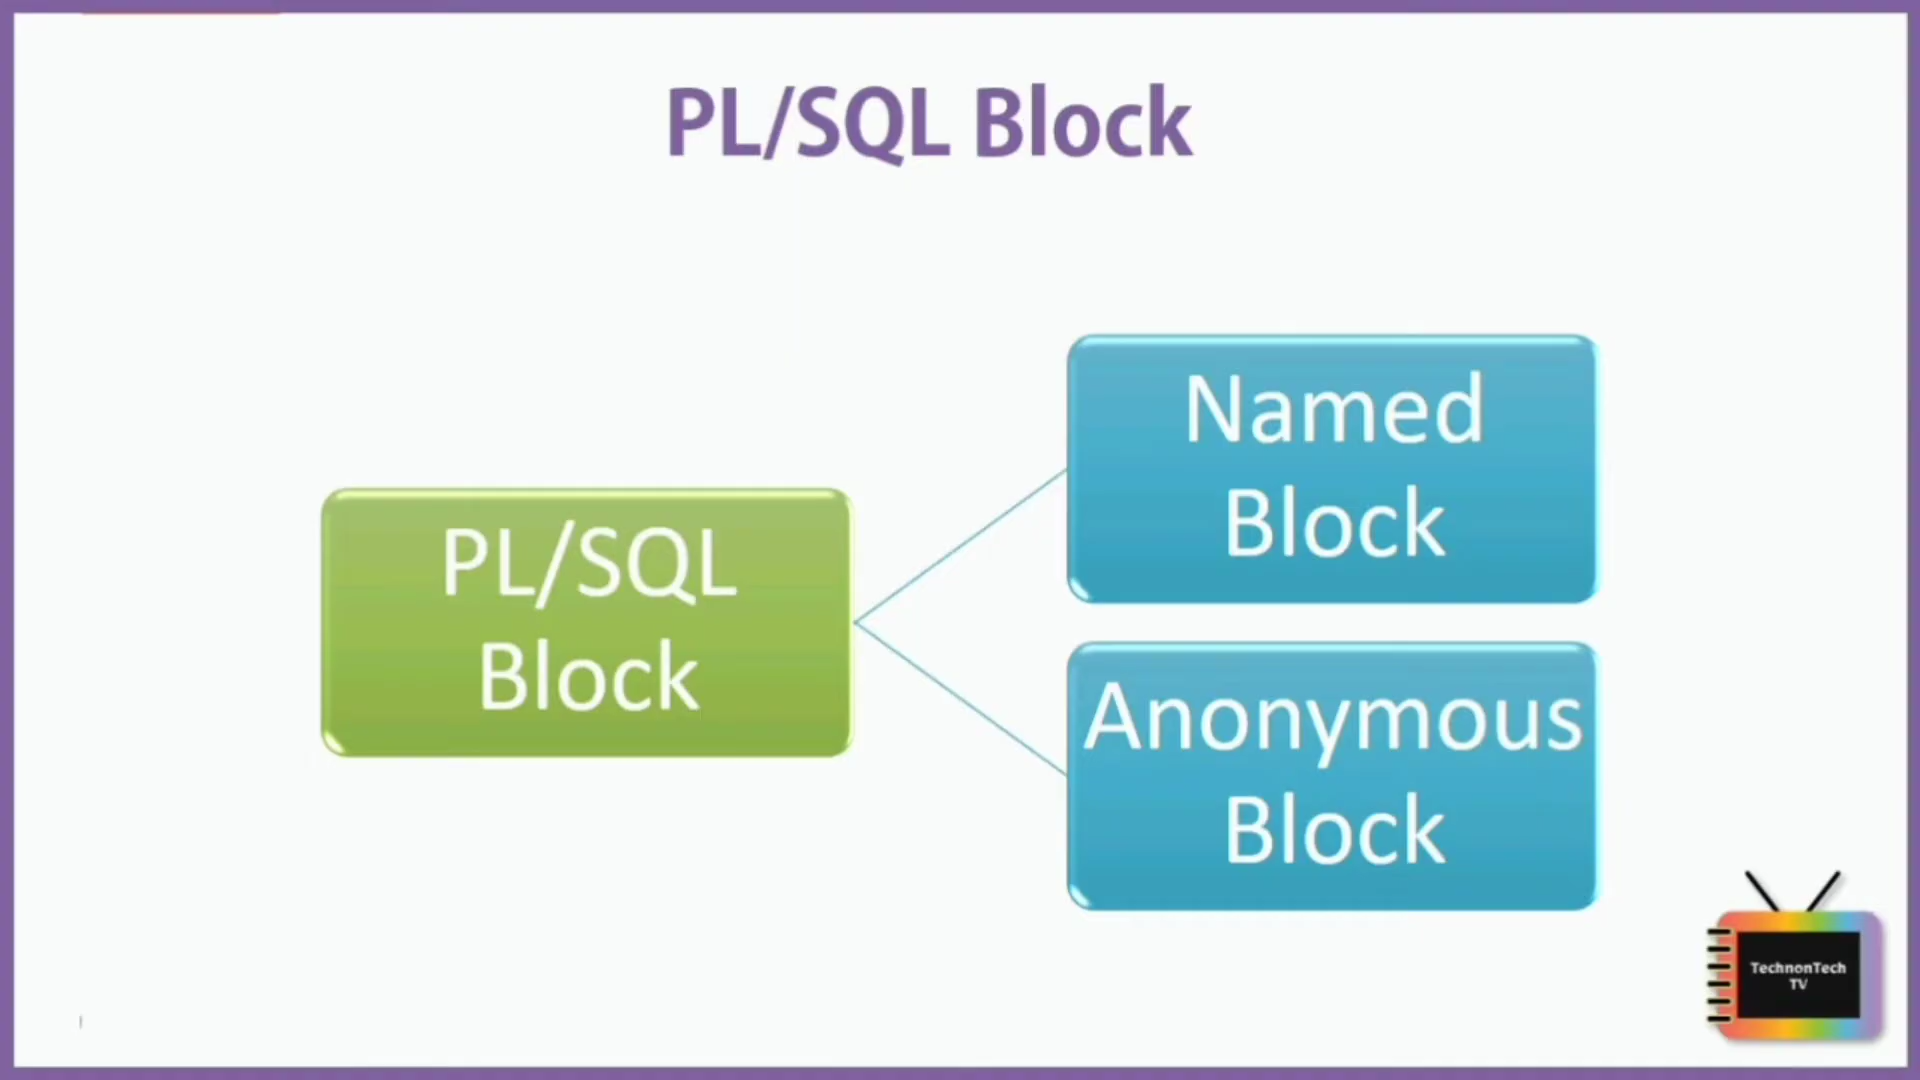 PL/SQL Block
PL/SQL
Block
Named
Block
Anonymous
Block
TechnonTech
TV